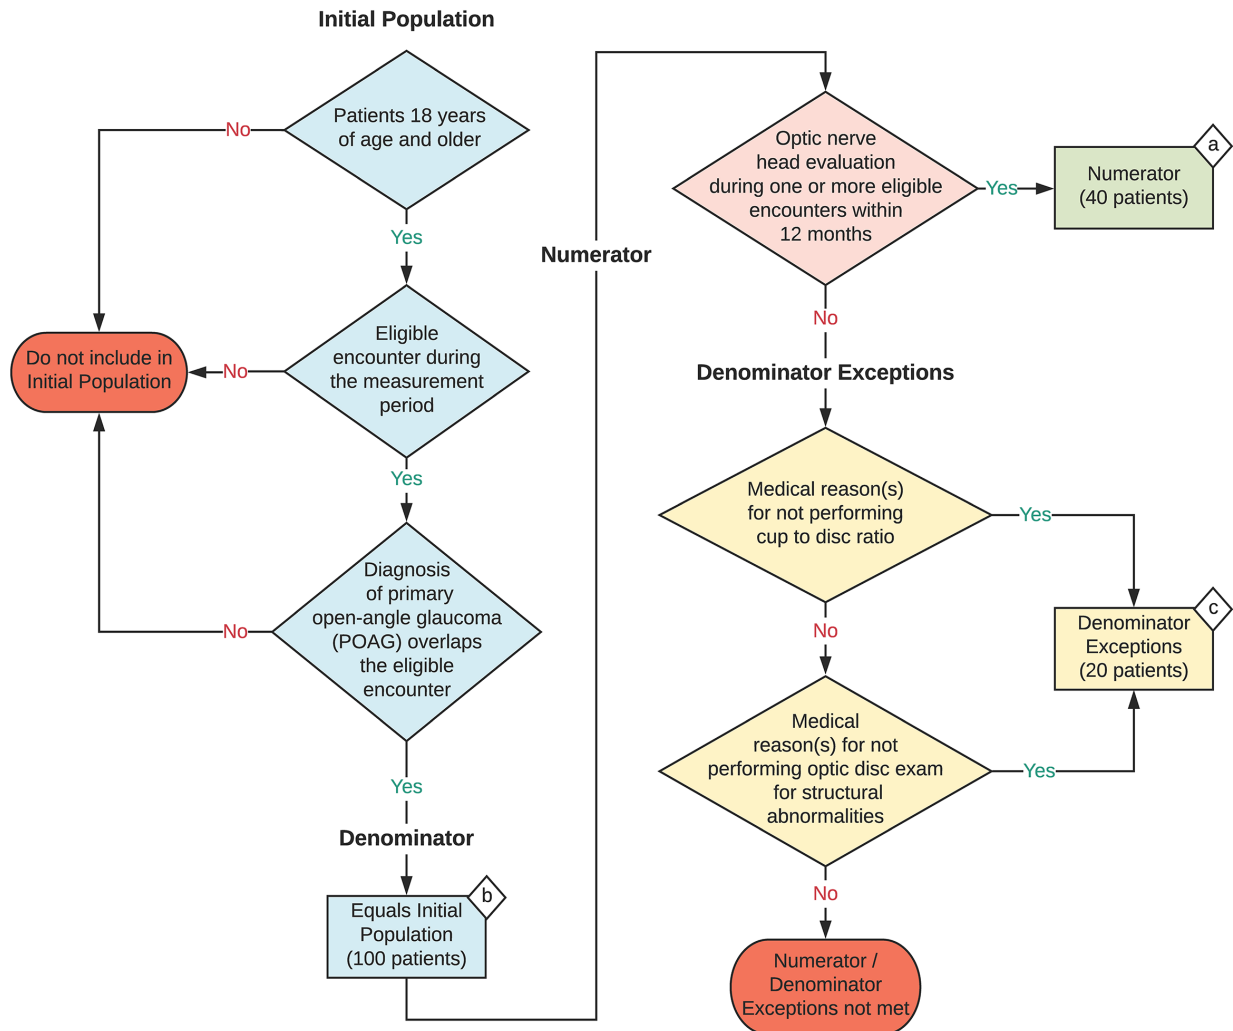 Initial Population
Patients 18 years
of age and older
No
Yes
Eligible
encounter during
the measurement
period
No
Do not include in
Initial Population
Yes
Diagnosis
of primary
open-angle glaucoma
(POAG) overlaps
the eligible
encounter
No
Yes
Denominator
b
Equals Initial
Population
(100 patients)
Numerator
Optic nerve
head evaluation
during one or more eligible
encounters within
12 months
Yes
a
Numerator
(40 patients)
No
Denominator Exceptions
Medical reason(s)
for not performing
cup to disc ratio
Yes
c
Denominator
Exceptions
(20 patients)
No
Medical
reason(s) for not
performing optic disc exam
for structural
abnormalities
Yes
No
Numerator /
Denominator
Exceptions not met